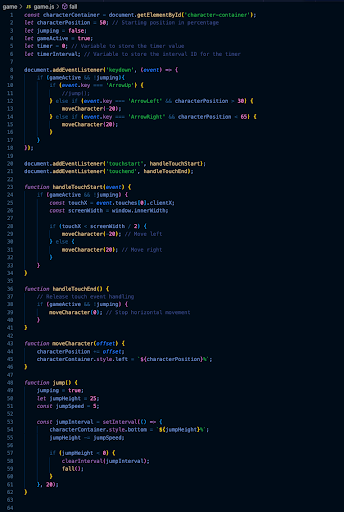 game > JS game.js > fall
1 const characterContainer = document.getElementById('character-container');
2 let characterPosition = 50; // Starting position in percentage
3 let jumping = false;
4 let gameActive = true;
5 let timer = 0; // Variable to store the timer value
6 let timerInterval; // Variable to store the interval ID for the timer
7
8
9 document.addEventListener('keydown', (event) => {
10 if (gameActive && !jumping){
11 if (event.key === 'ArrowUp') {
12 //jump();
13 } else if (event.key === 'ArrowLeft' && characterPosition > 30) {
14 moveCharacter(-20);
15 } else if (event.key === 'ArrowRight' && characterPosition < 65) {
16 moveCharacter(20);
17 }
18 }
19 });
20
21 document.addEventListener('touchstart', handleTouchStart);
22 document.addEventListener('touchend', handleTouchEnd);
23
24 function handleTouchStart(event) {
25 if (gameActive && !jumping) {
26 const touchX = event.touches[0].clientX;
27 const screenWidth = window.innerWidth;
28
29 if (touchX < screenWidth / 2) {
30 moveCharacter(-20); // Move left
31 } else {
32 moveCharacter(20); // Move right
33 }
34 }
35 }
36
37 function handleTouchEnd() {
38 // Release touch event handling
39 if (gameActive && !jumping) {
40 moveCharacter(0); // Stop horizontal movement
41 }
42 }
43
44 function moveCharacter(offset) {
45 characterPosition += offset;
46 characterContainer.style.left = `${characterPosition}%`;
47 }
48
49 function jump() {
50 jumping = true;
51 let jumpHeight = 25;
52 const jumpSpeed = 5;
53
54 const jumpInterval = setInterval(() => {
55 characterContainer.style.bottom = `${jumpHeight}%`;
56 jumpHeight -= jumpSpeed;
57
58 if (jumpHeight < 0) {
59 clearInterval(jumpInterval);
60 fall();
61 }
62 }, 20);
63 }
64